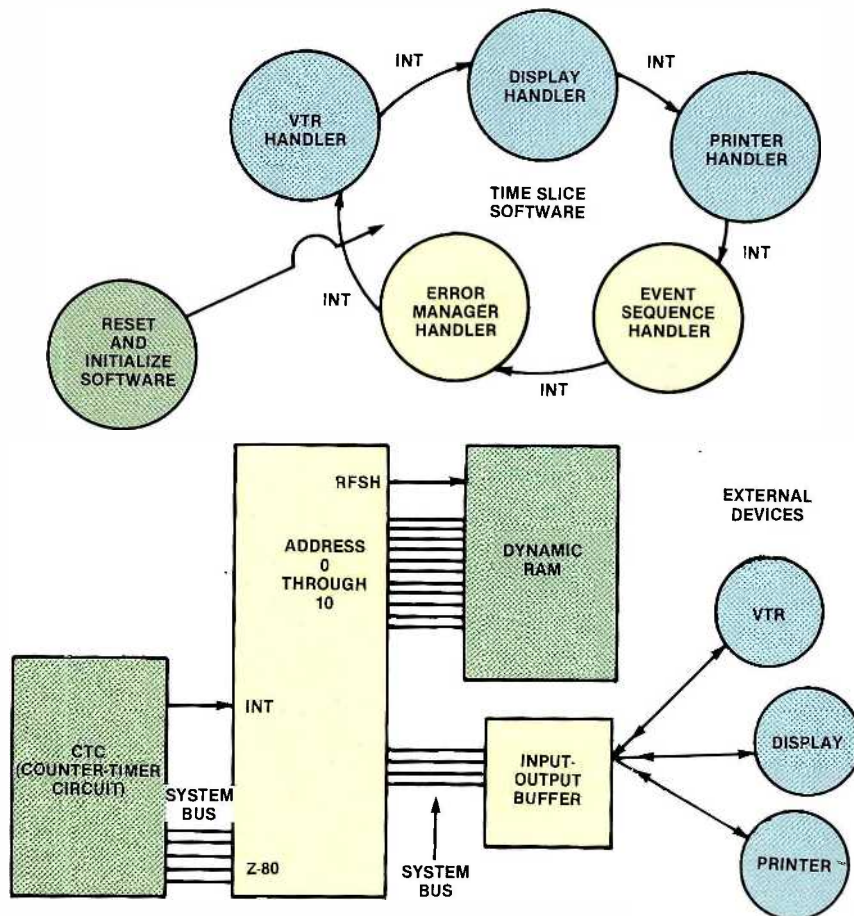 INT
DISPLAY
HANDLER
INT
VTR
HANDLER
PRINTER
HANDLER
TIME SLICE
SOFTWARE
INT
ERROR
MANAGER
HANDLER
EVENT
SEQUENCE
HANDLER
INT
INT
RESET
AND
INITIALIZE
SOFTWARE
RFSH
ADDRESS
0
THROUGH
10
DYNAMIC
RAM
EXTERNAL
DEVICES
VTR
INT
CTC
(COUNTER-TIMER
CIRCUIT)
SYSTEM
BUS
Z-80
INPUT-
OUTPUT
BUFFER
DISPLAY
SYSTEM
BUS
PRINTER